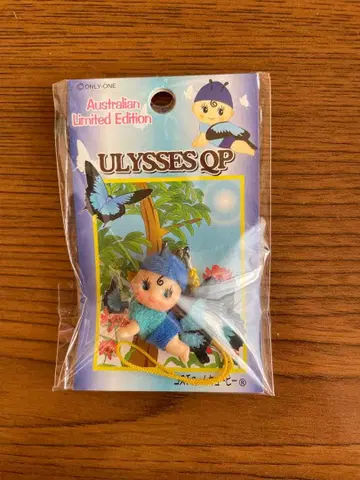 ©ONLY-ONE
Australian
Limited Edition
ULYSSES QP